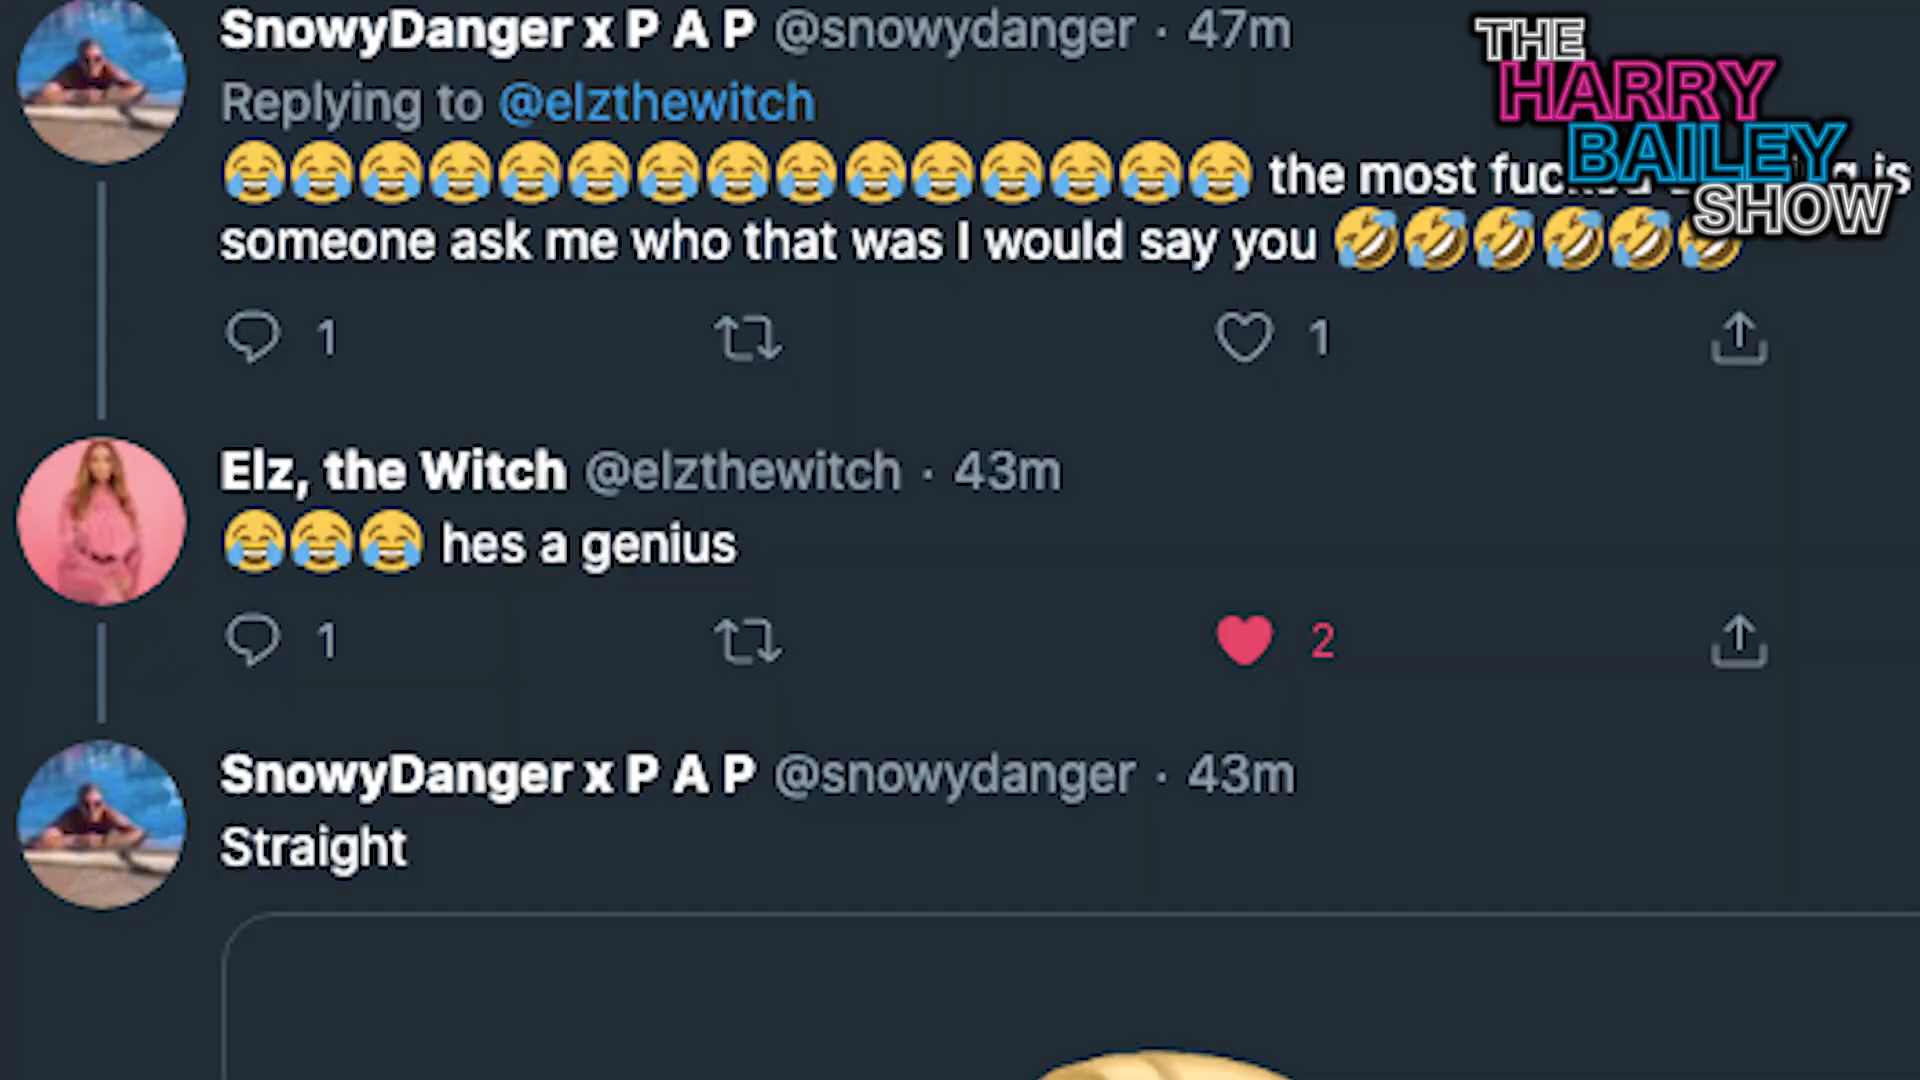 SnowyDanger x P A P @snowydanger · 47m
THE
HARRY
BAILEY
SHOW
Replying to @elzthewitch
😂😂😂😂😂😂😂😂😂😂😂😂😂😂😂 the most is
someone ask me who that was I would say you 🤣🤣🤣🤣🤣🤣
1 1
Elz, the Witch @elzthewitch · 43m
😂😂😂 hes a genius
1 2
SnowyDanger x P A P @snowydanger · 43m
Straight